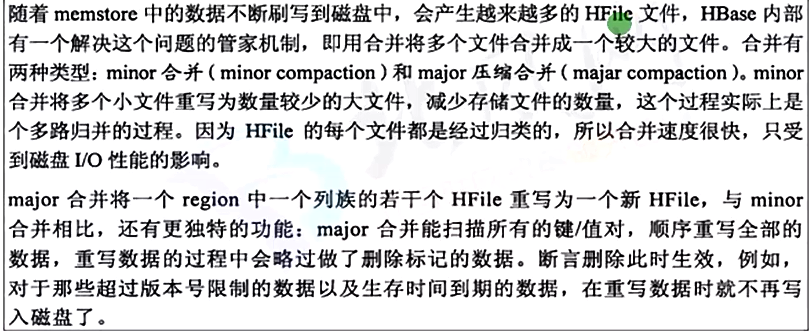 随着 memstore 中的数据不断刷写到磁盘中，会产生越来越多的 HFile 文件，HBase 内部
有一个解决这个问题的管家机制，即用合并将多个文件合并成一个较大的文件。合并有
两种类型：minor 合并（minor compaction）和 major 压缩合并（majar compaction）。minor
合并将多个小文件重写为数量较少的大文件，减少存储文件的数量，这个过程实际上是
个多路归并的过程。因为 HFile 的每个文件都是经过归类的，所以合并速度很快，只受
到磁盘 I/O 性能的影响。
major 合并将一个 region 中一个列族的若干个 HFile 重写为一个新 HFile，与 minor
合并相比，还有更独特的功能：major 合并能扫描所有的键/值对，顺序重写全部的
数据，重写数据的过程中会略过做了删除标记的数据。断言删除此时生效，例如，
对于那些超过版本号限制的数据以及生存时间到期的数据，在重写数据时就不再写
入磁盘了。